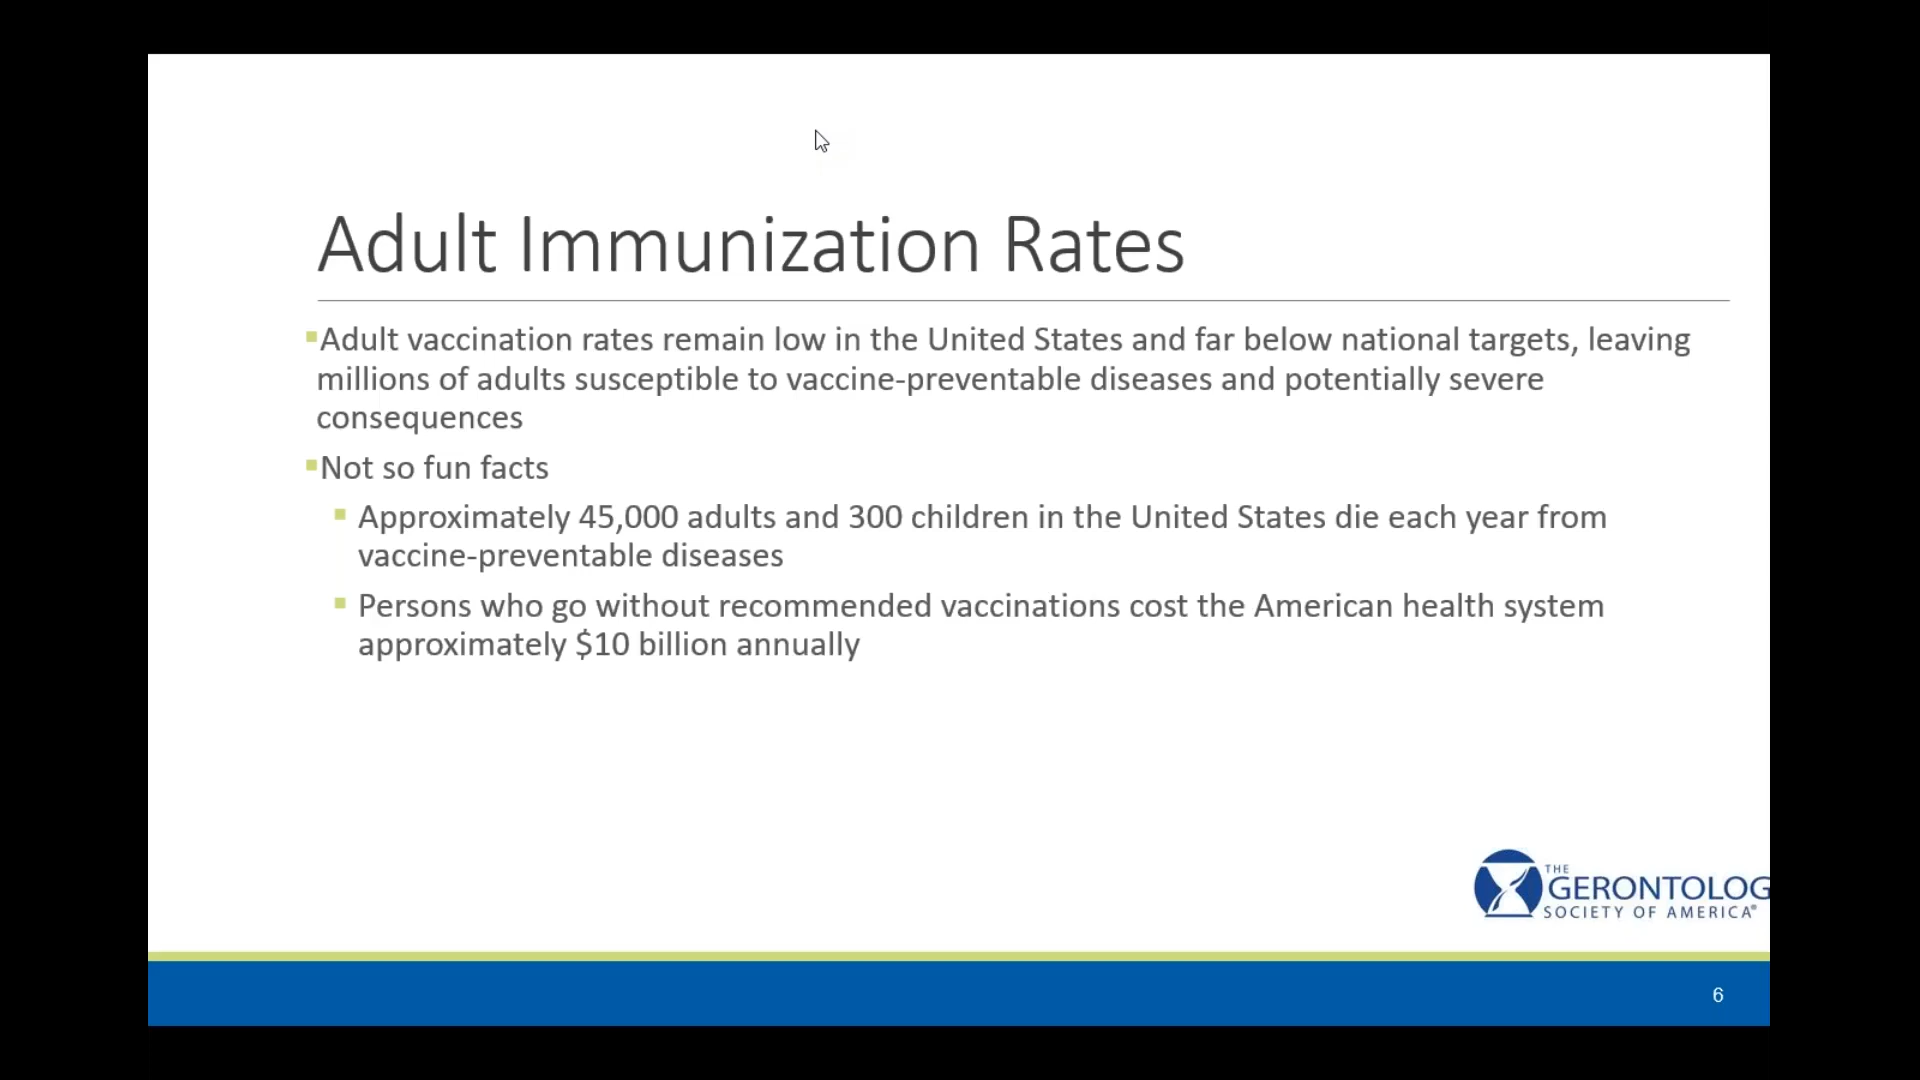 Adult Immunization Rates
▪Adult vaccination rates remain low in the United States and far below national targets, leaving
millions of adults susceptible to vaccine-preventable diseases and potentially severe
consequences
▪Not so fun facts
▪ Approximately 45,000 adults and 300 children in the United States die each year from
vaccine-preventable diseases
▪ Persons who go without recommended vaccinations cost the American health system
approximately $10 billion annually
THE
GERONTOLOG
SOCIETY OF AMERICA®
6